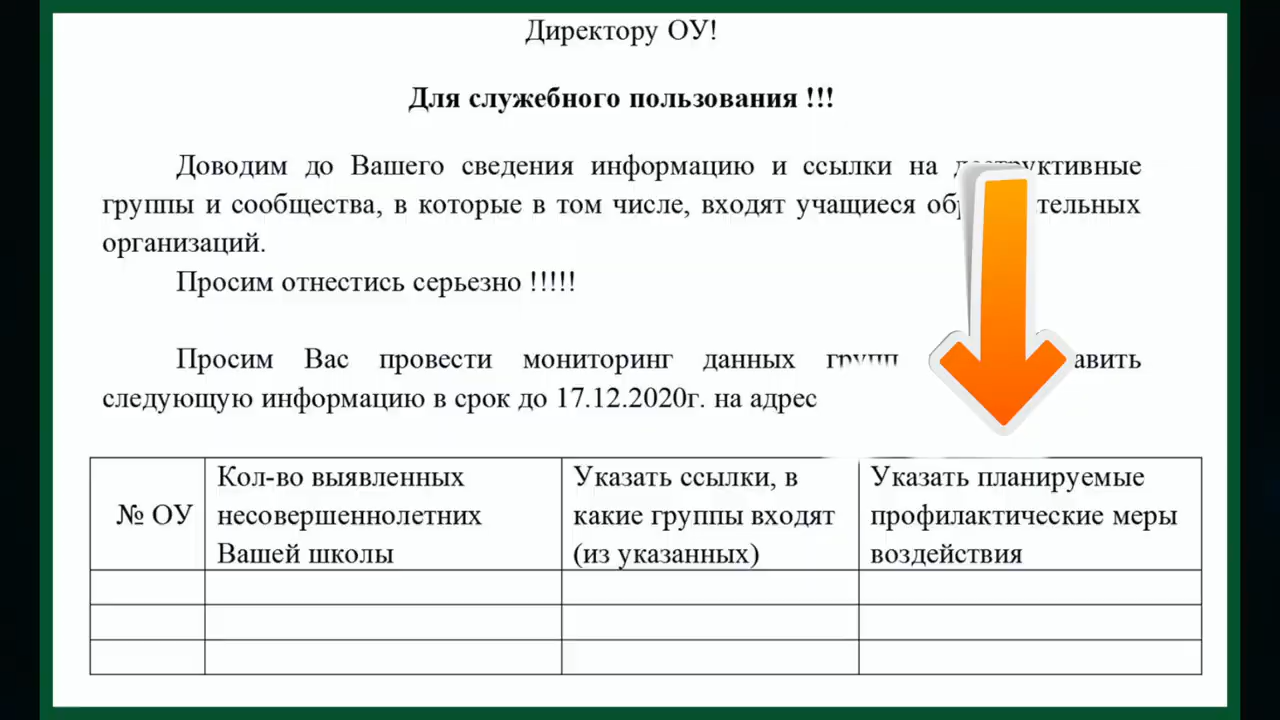 Директору ОУ!
Для служебного пользования !!!
Доводим до Вашего сведения информацию и ссылки на
группы и сообщества, в которые в том числе, входят учащиеся
организаций.
Просим отнестись серьезно !!!!!
Просим Вас провести мониторинг данных групп
следующую информацию в срок до 17.12.2020г. на адрес
№ ОУ
Кол-во выявленных
несовершеннолетних
Вашей школы
Указать ссылки, в
какие группы входят
(из указанных)
Указать планируемые
профилактические меры
воздействия